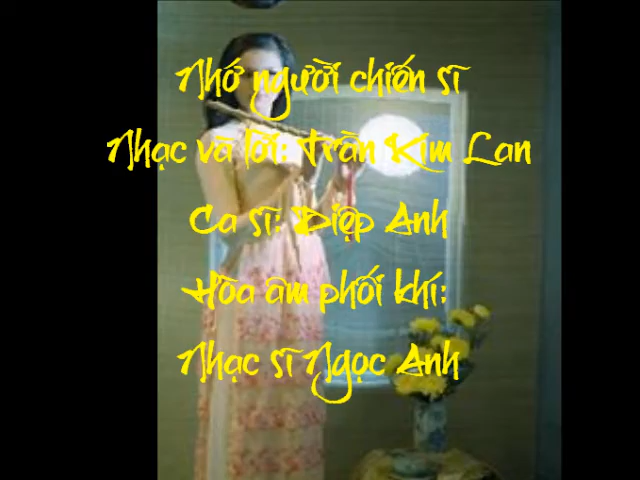 Nhớ người chiến sĩ
Nhạc và lời: Trần Kim Lan
Ca sĩ: Diệp Anh
Hòa âm phối khí:
Nhạc sĩ Ngọc Anh